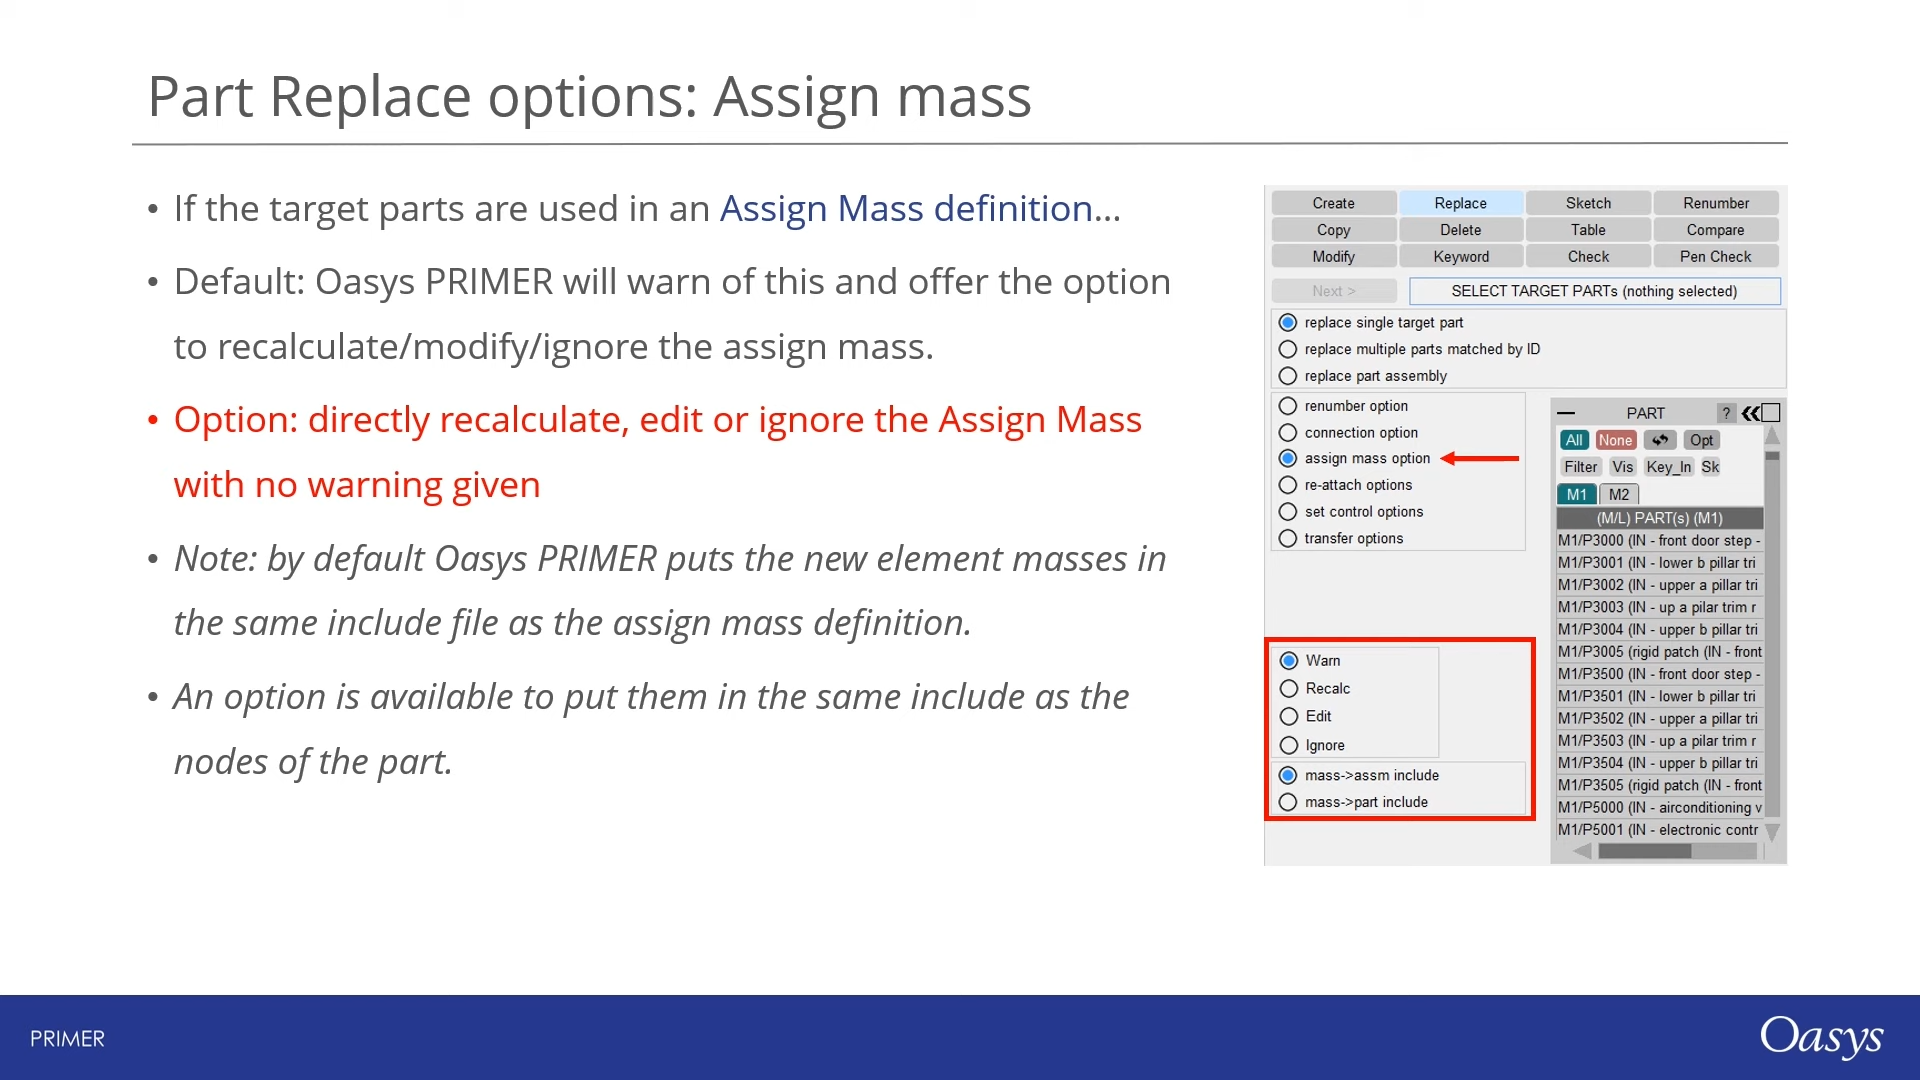 Part Replace options: Assign mass
• If the target parts are used in an Assign Mass definition...
• Default: Oasys PRIMER will warn of this and offer the option
to recalculate/modify/ignore the assign mass.
• Option: directly recalculate, edit or ignore the Assign Mass
with no warning given
• Note: by default Oasys PRIMER puts the new element masses in
the same include file as the assign mass definition.
• An option is available to put them in the same include as the
nodes of the part.
Create Replace Sketch Renumber
Copy Delete Table Compare
Modify Keyword Check Pen Check
Next > SELECT TARGET PARTs (nothing selected)
replace single target part
replace multiple parts matched by ID
replace part assembly
renumber option
connection option
assign mass option
re-attach options
set control options
transfer options
Warn
Recalc
Edit
Ignore
mass->assm include
mass->part include
PART ?
All None Opt
Filter Vis Key_In Sk
M1 M2
(M/L) PART(s) (M1)
M1/P3000 (IN - front door step -
M1/P3001 (IN - lower b pillar tri
M1/P3002 (IN - upper a pillar tri
M1/P3003 (IN - up a pilar trim r
M1/P3004 (IN - upper b pillar tri
M1/P3005 (rigid patch (IN - front
M1/P3500 (IN - front door step -
M1/P3501 (IN - lower b pillar tri
M1/P3502 (IN - upper a pillar tri
M1/P3503 (IN - up a pilar trim r
M1/P3504 (IN - upper b pillar tri
M1/P3505 (rigid patch (IN - front
M1/P5000 (IN - airconditioning v
M1/P5001 (IN - electronic contr
PRIMER
Oasys